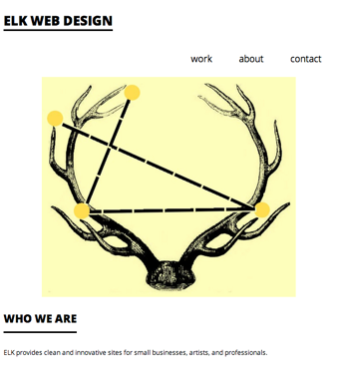 ELK WEB DESIGN
work about contact
WHO WE ARE
ELK provides clean and innovative sites for small businesses, artists, and professionals.